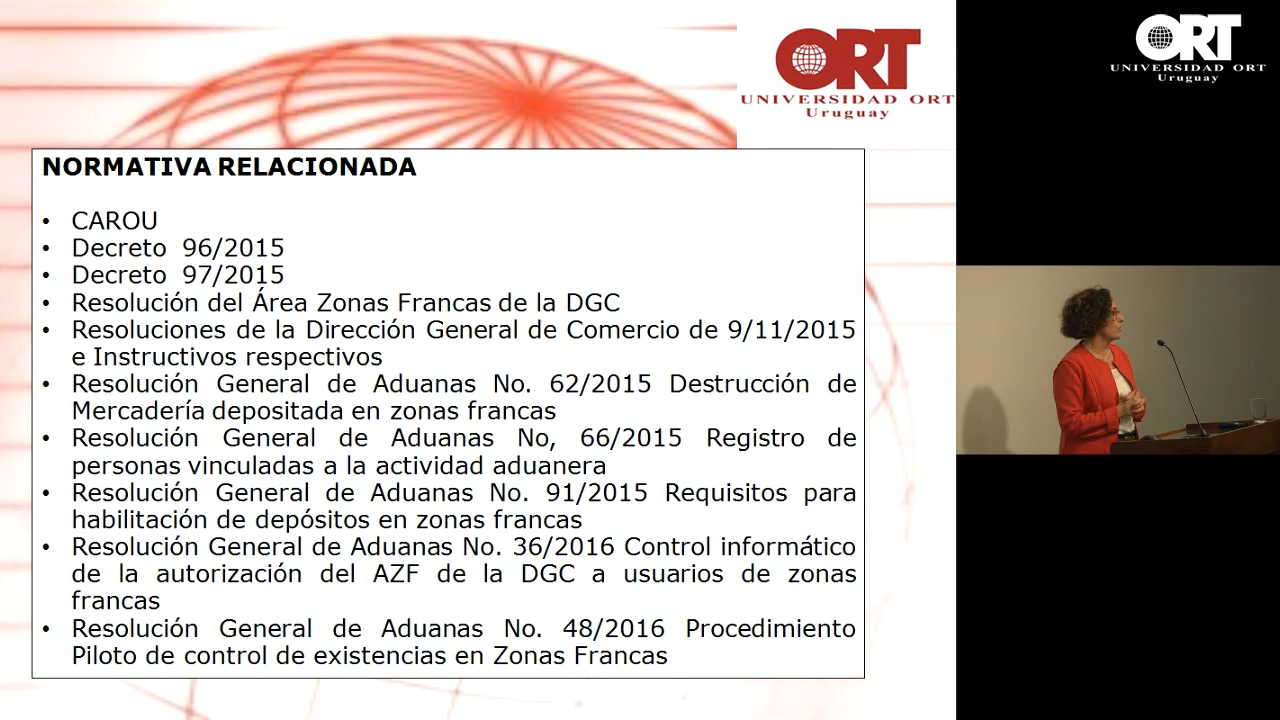 ORT
UNIVERSIDAD ORT
Uruguay
ORT
UNIVERSIDAD ORT
Uruguay
NORMATIVA RELACIONADA
• CAROU
• Decreto 96/2015
• Decreto 97/2015
• Resolución del Área Zonas Francas de la DGC
• Resoluciones de la Dirección General de Comercio de 9/11/2015
e Instructivos respectivos
• Resolución General de Aduanas No. 62/2015 Destrucción de
Mercadería depositada en zonas francas
• Resolución General de Aduanas No, 66/2015 Registro de
personas vinculadas a la actividad aduanera
• Resolución General de Aduanas No. 91/2015 Requisitos para
habilitación de depósitos en zonas francas
• Resolución General de Aduanas No. 36/2016 Control informático
de la autorización del AZF de la DGC a usuarios de zonas
francas
• Resolución General de Aduanas No. 48/2016 Procedimiento
Piloto de control de existencias en Zonas Francas